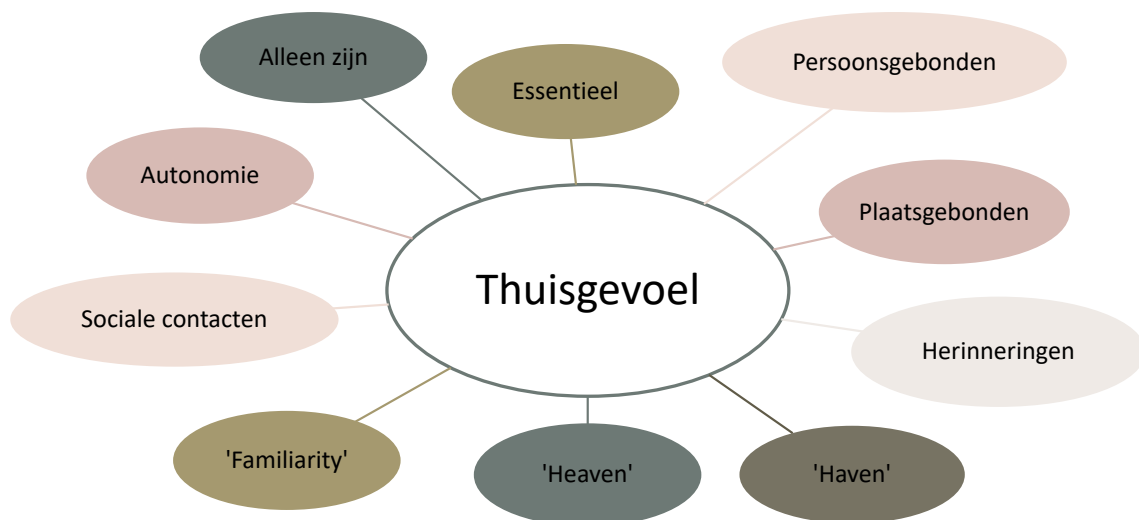 Alleen zijn
Essentieel
Persoonsgebonden
Autonomie
Plaatsgebonden
Thuisgevoel
Sociale contacten
Herinneringen
'Familiarity'
'Heaven'
'Haven'